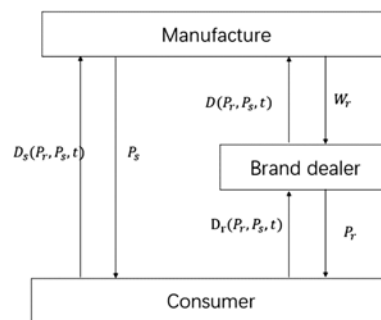 Manufacture
D(P_r, P_s, t)
W_r
D_s(P_r, P_s, t)
P_s
Brand dealer
D_r(P_r, P_s, t)
P_r
Consumer